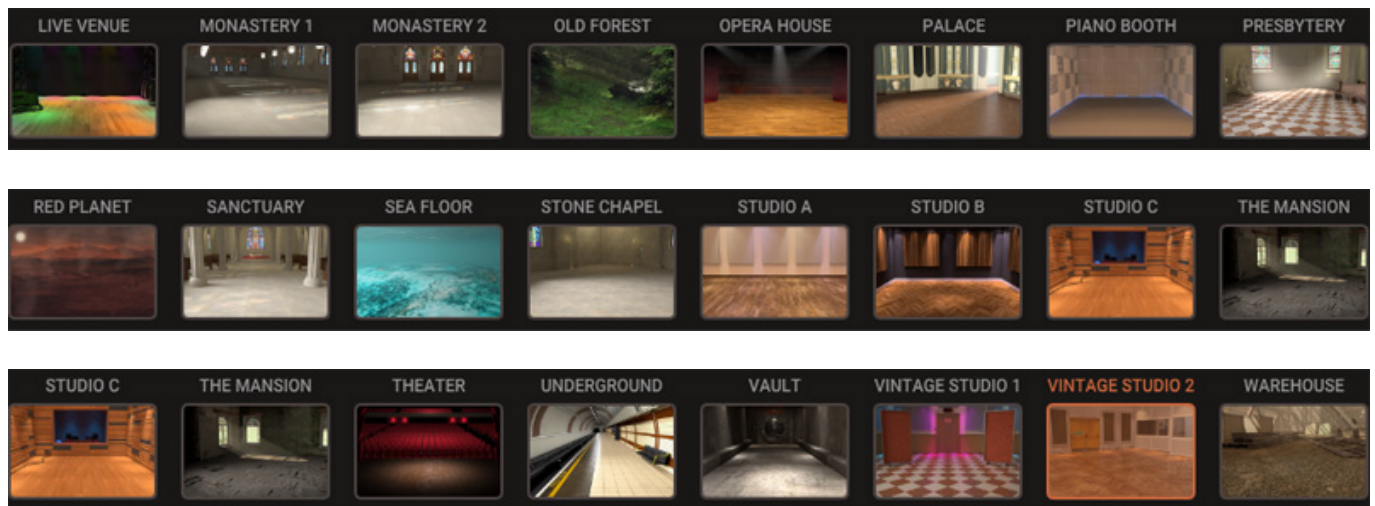 LIVE VENUE MONASTERY 1 MONASTERY 2 OLD FOREST OPERA HOUSE PALACE PIANO BOOTH PRESBYTERY
RED PLANET SANCTUARY SEA FLOOR STONE CHAPEL STUDIO A STUDIO B STUDIO C THE MANSION
STUDIO C THE MANSION THEATER UNDERGROUND VAULT VINTAGE STUDIO 1 VINTAGE STUDIO 2 WAREHOUSE